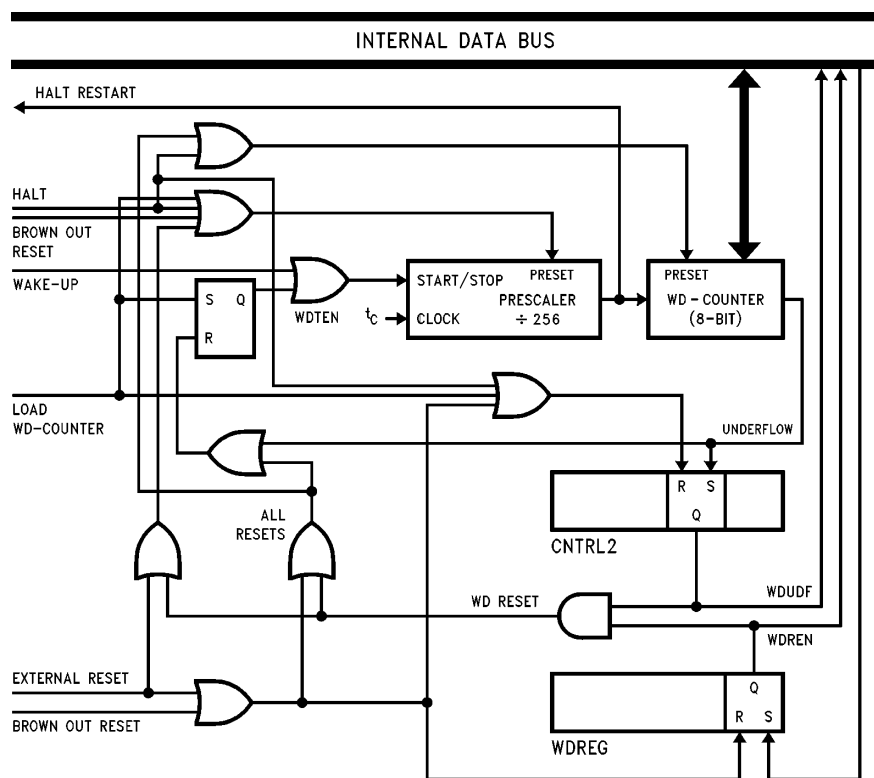 INTERNAL DATA BUS
HALT RESTART
HALT
BROWN OUT
RESET
WAKE-UP
S Q
R
WDTEN
tC
START/STOP
PRESET
CLOCK
PRESCALER
÷ 256
PRESET
WD - COUNTER
(8-BIT)
LOAD
WD-COUNTER
UNDERFLOW
R S
Q
CNTRL2
ALL
RESETS
WD RESET
WDUDF
WDREN
EXTERNAL RESET
BROWN OUT RESET
Q
R S
WDREG